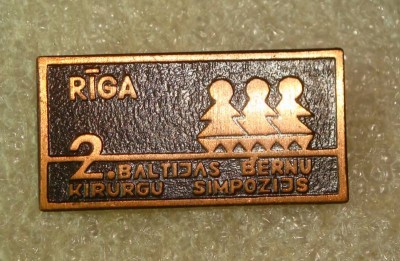 RĪGA
2. BALTIJAS BĒRNU
ĶIRURGU SIMPOZIJS